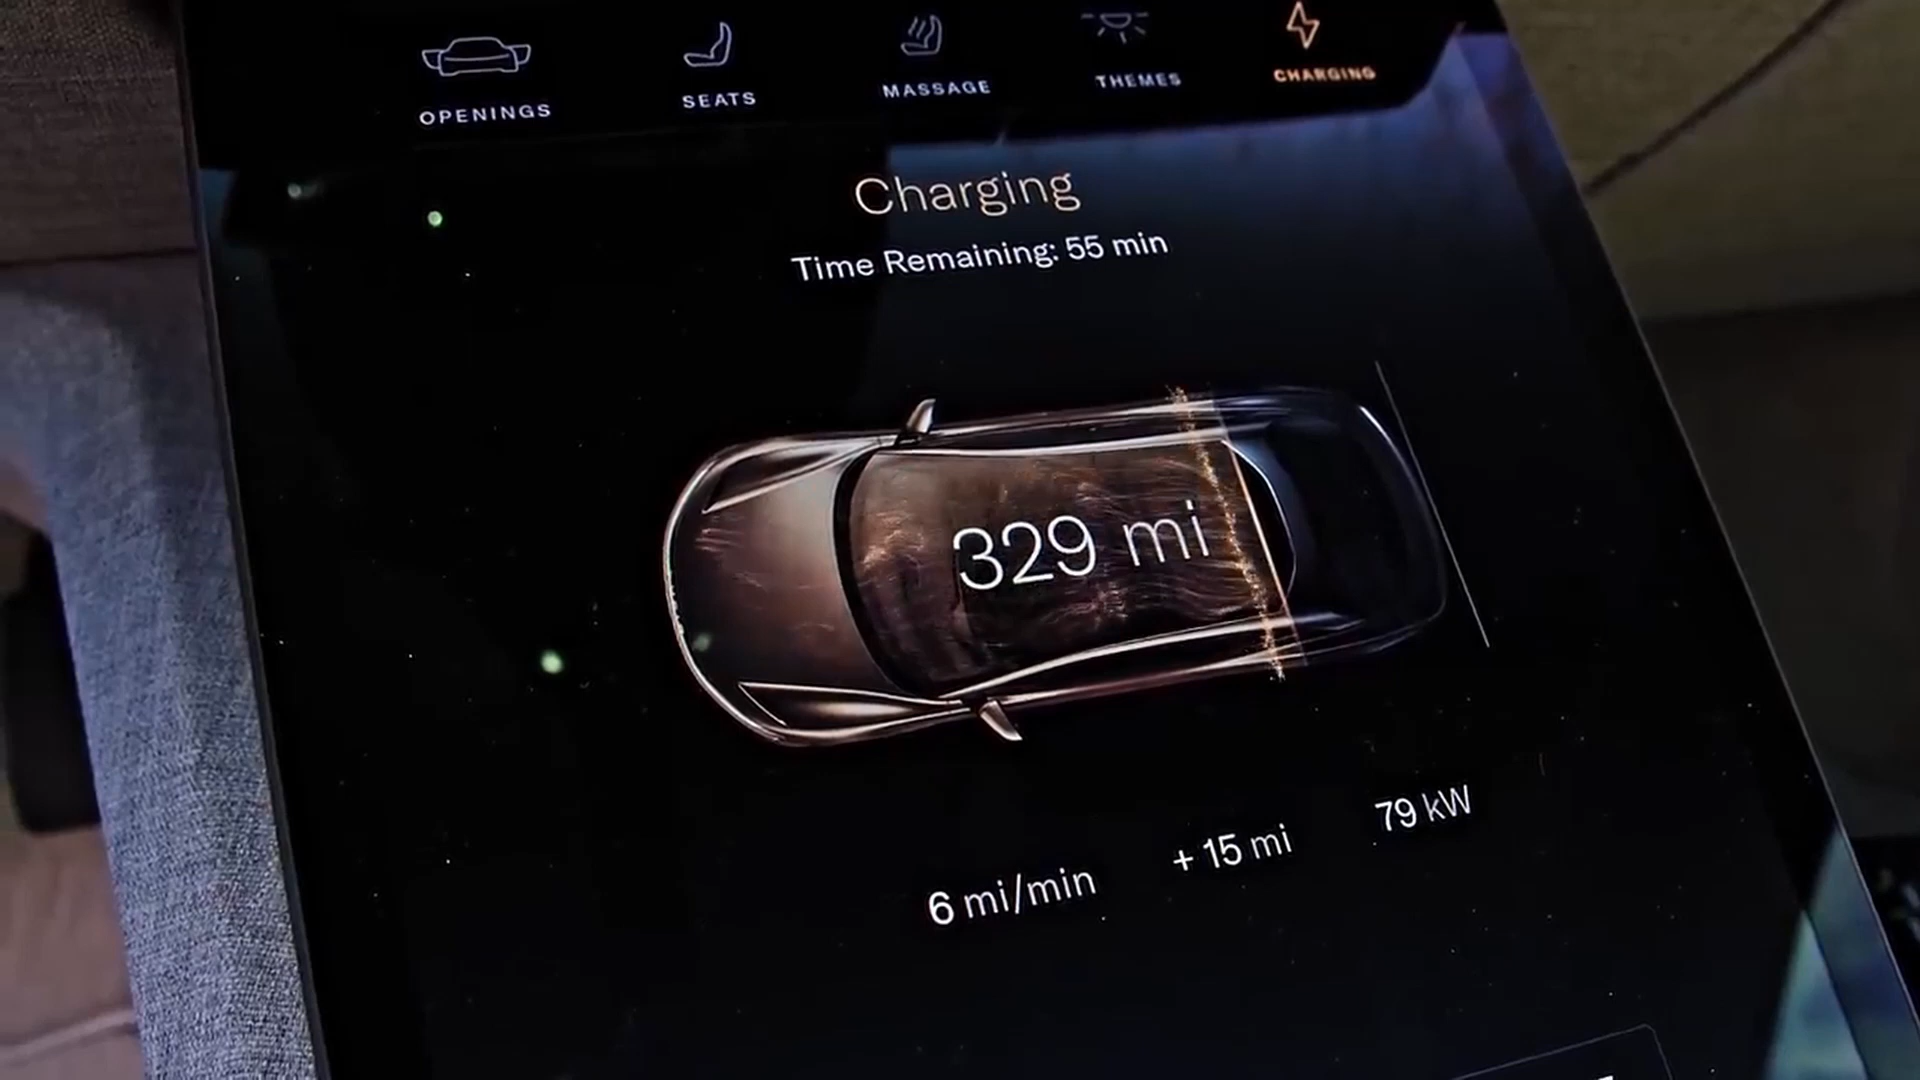 OPENINGS
SEATS
MASSAGE
THEMES
CHARGING
Charging
Time Remaining: 55 min
329 mi
6 mi/min
+ 15 mi
79 kW